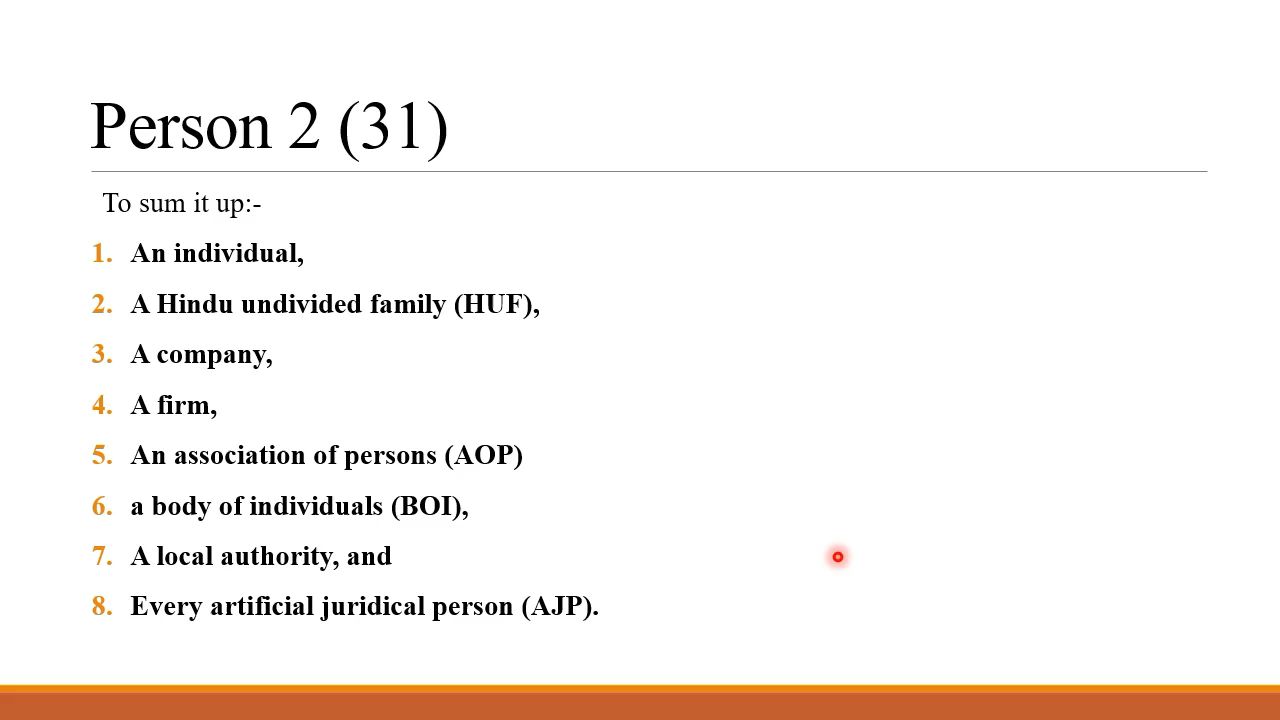 Person 2 (31)
To sum it up:-
1. An individual,
2. A Hindu undivided family (HUF),
3. A company,
4. A firm,
5. An association of persons (AOP)
6. a body of individuals (BOI),
7. A local authority, and
8. Every artificial juridical person (AJP).